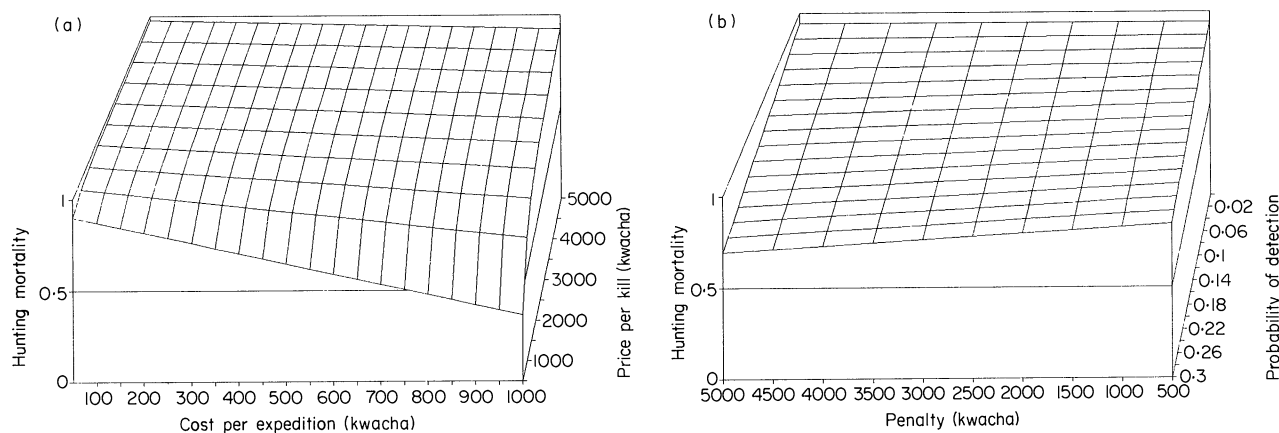 (a)
Hunting mortality
1
0·5
0
100 200 300 400 500 600 700 800 900 1000
Cost per expedition (kwacha)
5000
4000
3000
2000
1000
Price per kill (kwacha)
(b)
Hunting mortality
1
0·5
0
5000 4500 4000 3500 3000 2500 2000 1500 1000 500
Penalty (kwacha)
0·02
0·06
0·1
0·14
0·18
0·22
0·26
0·3
Probability of detection